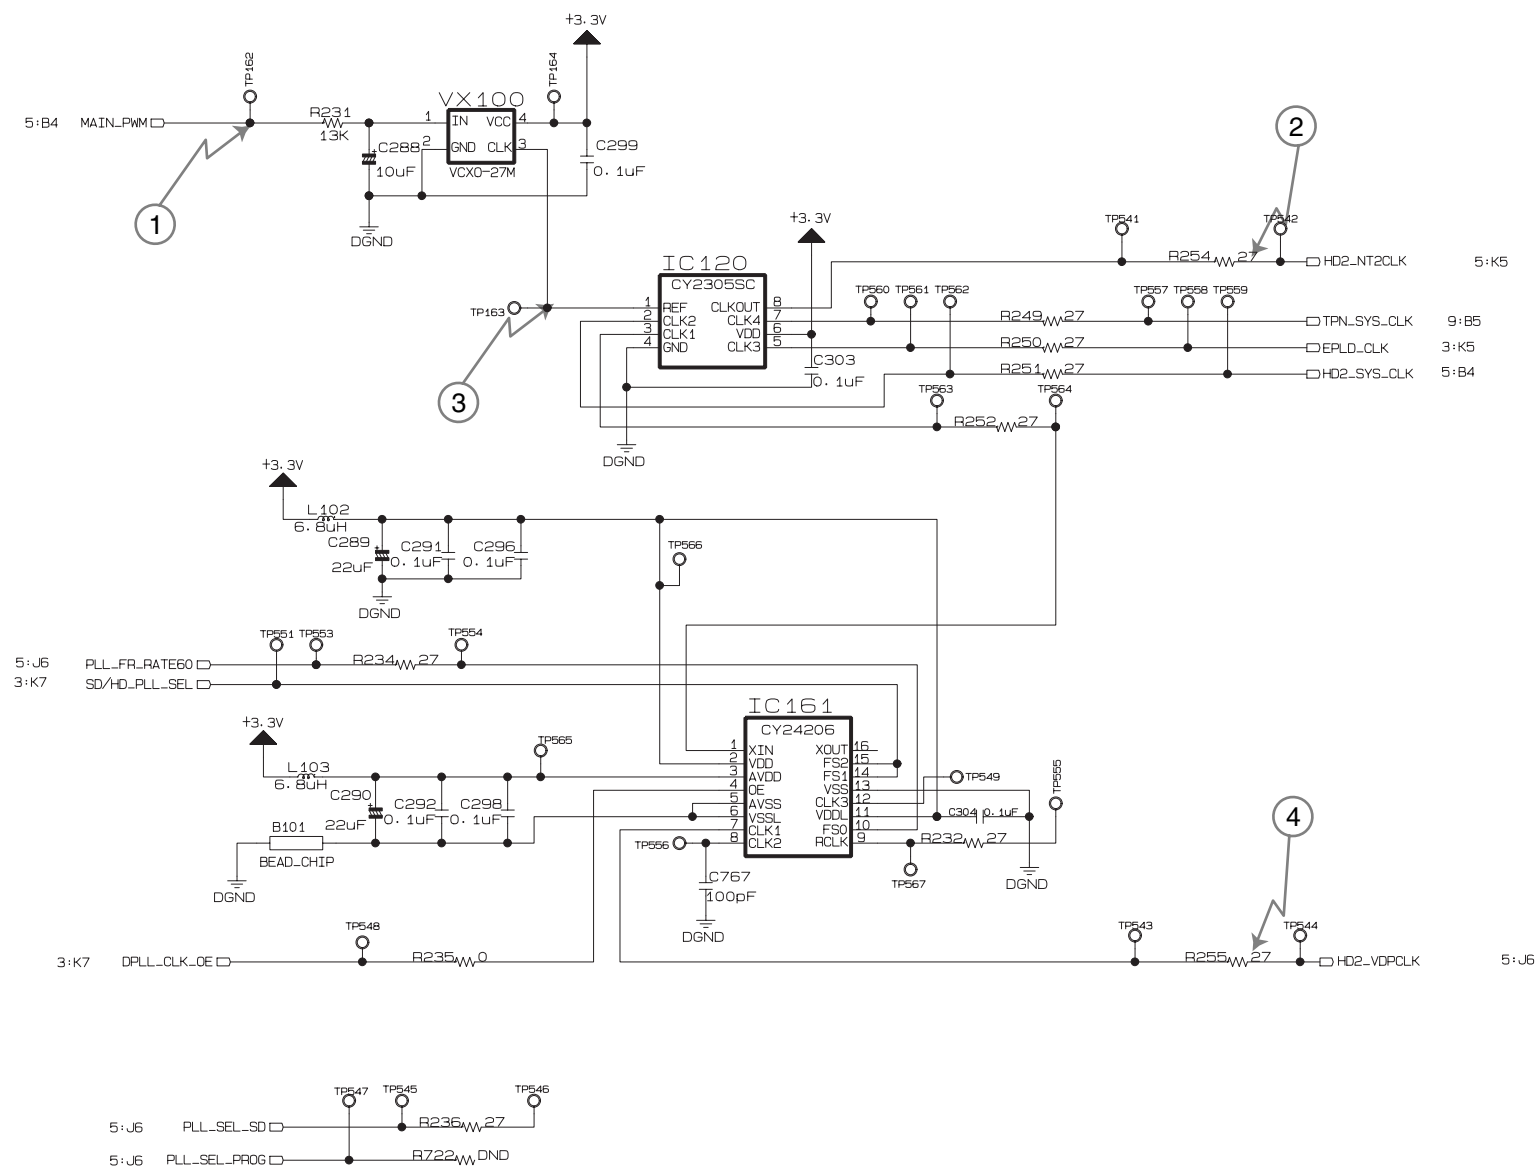 +3.3V
TP162
TP164
VX100
5:B4 MAIN_PWM
R231
13K
1 IN VCC 4
2 GND CLK 3
VCXO-27M
C288
10uF
C299
0.1uF
DGND
1
2
+3.3V
TP541
TP542
R254 27
HD2_NT2CLK 5:K5
IC120
CY2305SC
TP163
1 REF CLKOUT 8
2 CLK2 CLK4 7
3 CLK1 VDD 6
4 GND CLK3 5
TP560 TP561 TP562
TP557 TP558 TP559
R249 27
TPN_SYS_CLK 9:B5
R250 27
EPLD_CLK 3:K5
R251 27
HD2_SYS_CLK 5:B4
C303
0.1uF
3
TP563
TP564
R252 27
DGND
+3.3V
L102
6.8uH
C289
22uF
C291
0.1uF
C296
0.1uF
TP566
DGND
TP551 TP553
TP554
5:J6 PLL_FR_RATE60
R234 27
3:K7 SD/HD_PLL_SEL
+3.3V
L103
6.8uH
C290
22uF
C292
0.1uF
C298
0.1uF
TP565
B101
BEAD_CHIP
DGND
IC161
CY24206
1 XIN XOUT 16
2 VDD FS2 15
3 AVDD FS1 14
4 OE VSS 13
5 AVSS CLK3 12
6 VSSL VDDL 11
7 CLK1 FS0 10
8 CLK2 RCLK 9
TP549
TP555
C304 0.1uF
TP556
R232 27
TP567
DGND
C767
100pF
DGND
4
TP548
3:K7 DPLL_CLK_OE
R235 0
TP543
TP544
R255 27
HD2_VDPCLK 5:J6
TP547 TP545
TP546
5:J6 PLL_SEL_SD
R236 27
5:J6 PLL_SEL_PROG
R722 DND